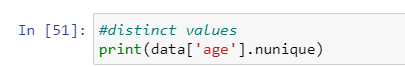 In [51]: #distinct values
print(data['age'].nunique)